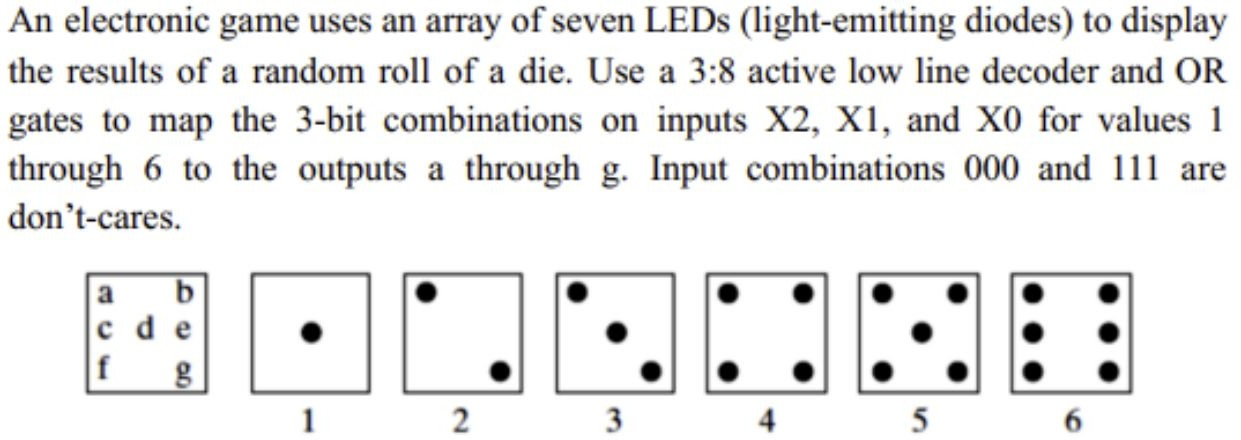 An electronic game uses an array of seven LEDs (light-emitting diodes) to display
the results of a random roll of a die. Use a 3:8 active low line decoder and OR
gates to map the 3-bit combinations on inputs X2, X1, and X0 for values 1
through 6 to the outputs a through g. Input combinations 000 and 111 are
don't-cares.
a b
c d e
f g
1 2 3 4 5 6